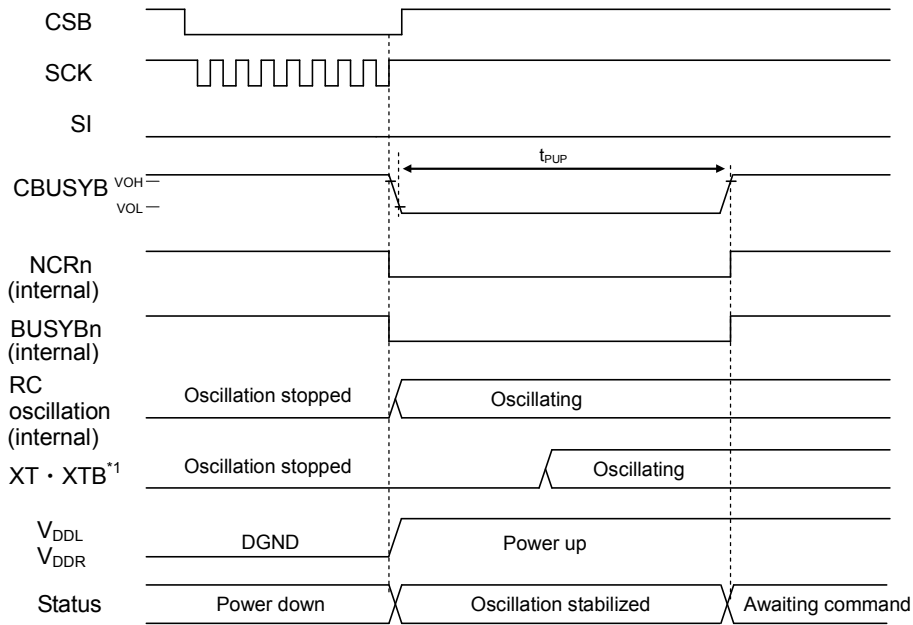 CSB
SCK
SI
tPUP
CBUSYB VOH
VOL
NCRn
(internal)
BUSYBn
(internal)
RC
oscillation
(internal)
Oscillation stopped
Oscillating
XT・XTB*1
Oscillation stopped
Oscillating
VDDL
VDDR
DGND
Power up
Status
Power down
Oscillation stabilized
Awaiting command